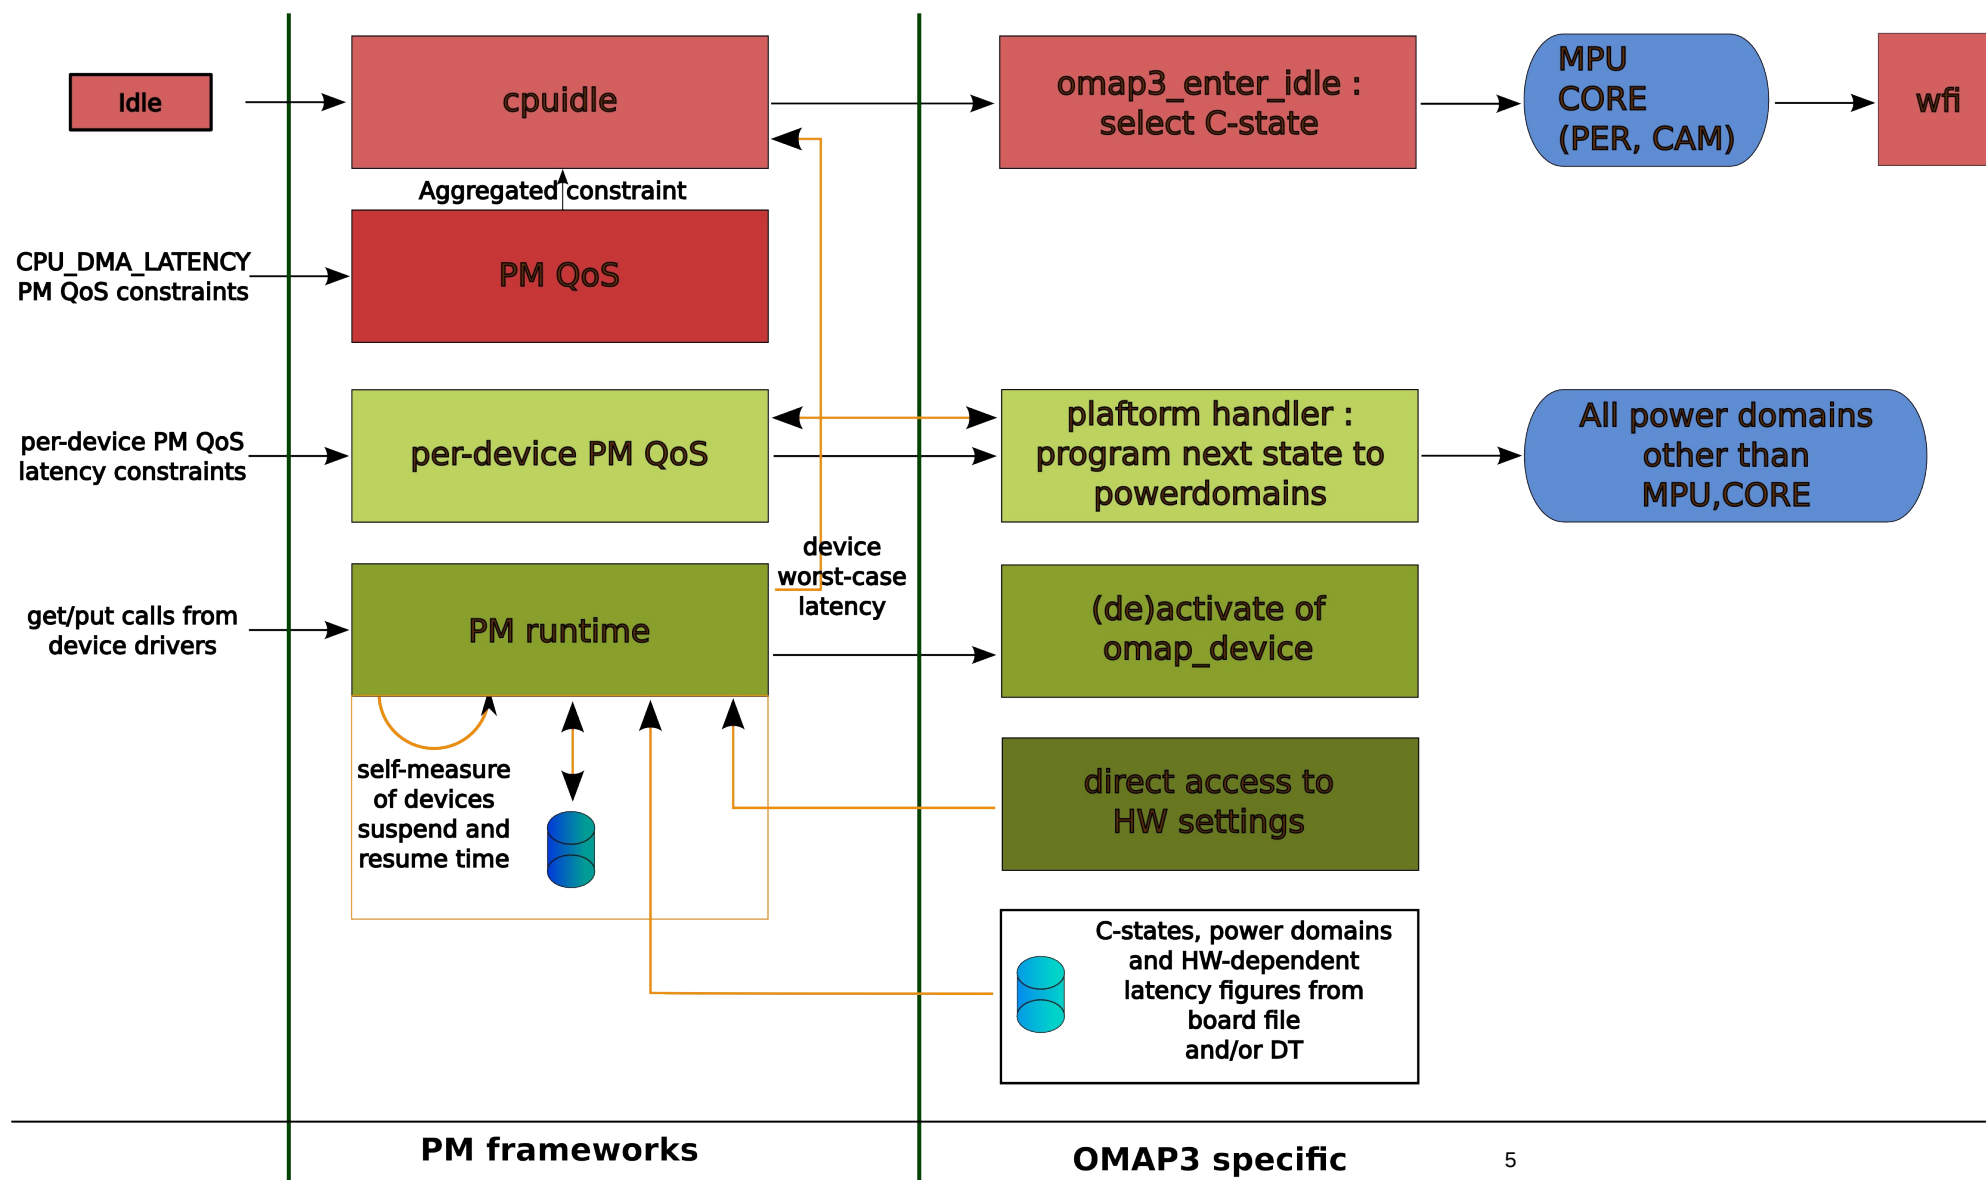 Idle
cpuidle
omap3_enter_idle :
select C-state
MPU
CORE
(PER, CAM)
wfi
Aggregated constraint
CPU_DMA_LATENCY
PM QoS constraints
PM QoS
per-device PM QoS
latency constraints
per-device PM QoS
plaftorm handler :
program next state to
powerdomains
All power domains
other than
MPU,CORE
device
worst-case
latency
get/put calls from
device drivers
PM runtime
(de)activate of
omap_device
self-measure
of devices
suspend and
resume time
direct access to
HW settings
C-states, power domains
and HW-dependent
latency figures from
board file
and/or DT
PM frameworks
OMAP3 specific
5